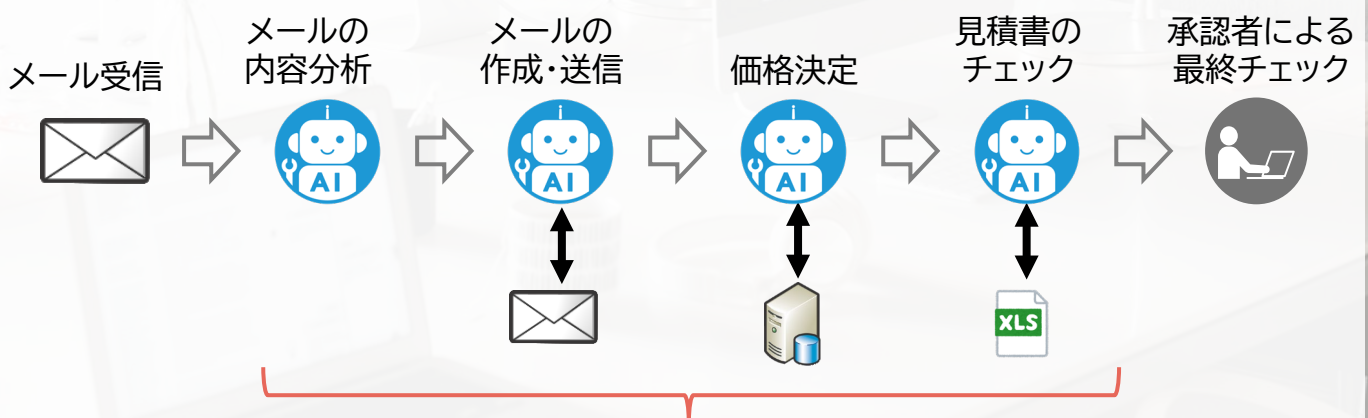 メール受信
メールの
内容分析
メールの
作成・送信
価格決定
見積書の
チェック
承認者による
最終チェック
AI
AI
AI
AI
XLS